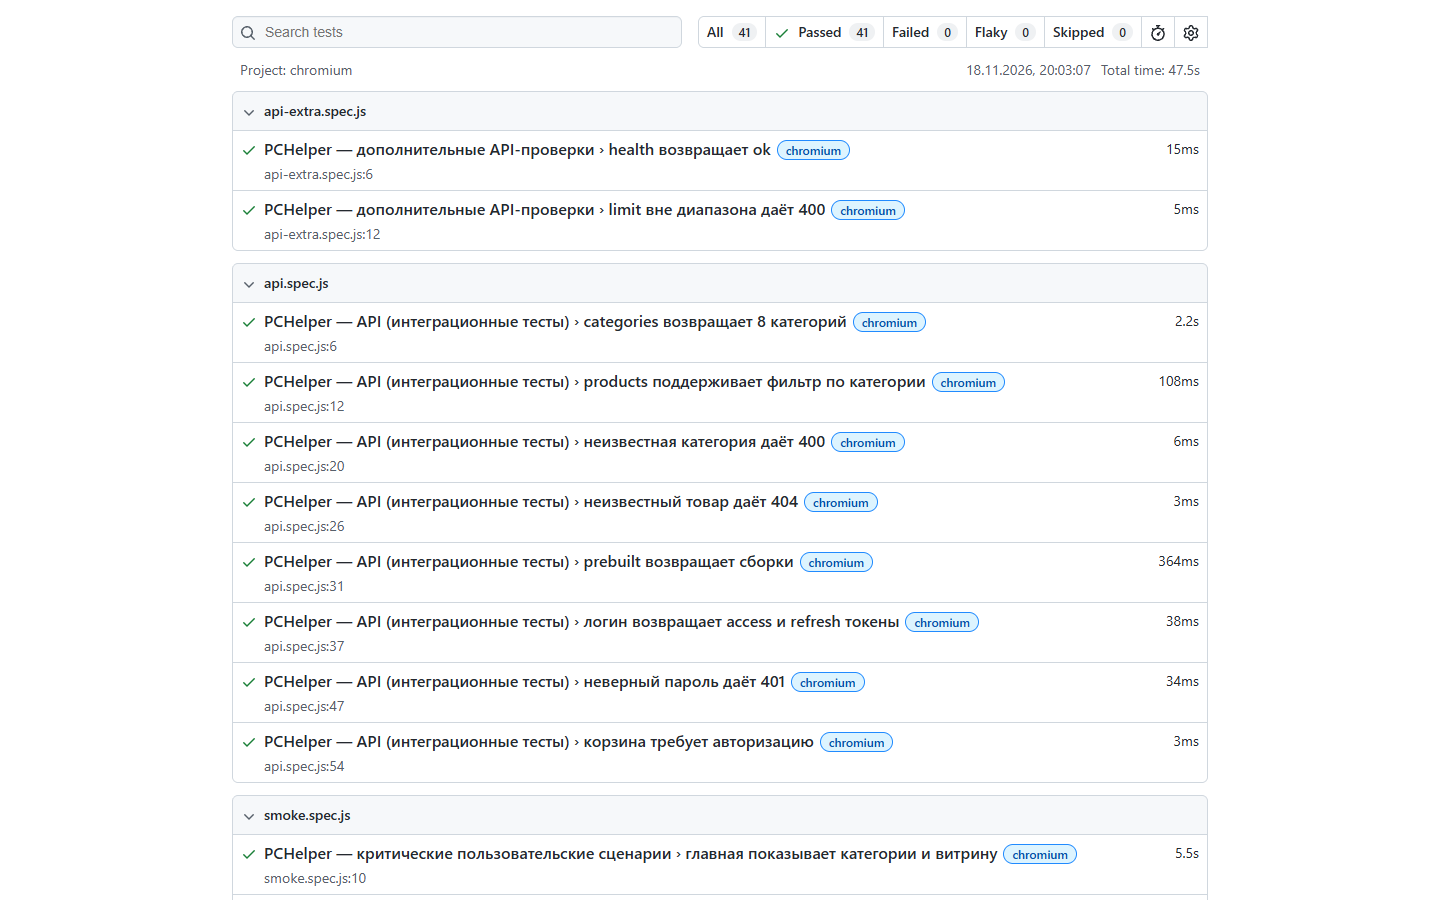 Search tests
All 41 Passed 41 Failed 0 Flaky 0 Skipped 0
Project: chromium 18.11.2026, 20:03:07 Total time: 47.5s
api-extra.spec.js
PCHelper — дополнительные API-проверки › health возвращает ok chromium 15ms
api-extra.spec.js:6
PCHelper — дополнительные API-проверки › limit вне диапазона даёт 400 chromium 5ms
api-extra.spec.js:12
api.spec.js
PCHelper — API (интеграционные тесты) › categories возвращает 8 категорий chromium 2.2s
api.spec.js:6
PCHelper — API (интеграционные тесты) › products поддерживает фильтр по категории chromium 108ms
api.spec.js:12
PCHelper — API (интеграционные тесты) › неизвестная категория даёт 400 chromium 6ms
api.spec.js:20
PCHelper — API (интеграционные тесты) › неизвестный товар даёт 404 chromium 3ms
api.spec.js:26
PCHelper — API (интеграционные тесты) › prebuilt возвращает сборки chromium 364ms
api.spec.js:31
PCHelper — API (интеграционные тесты) › логин возвращает access и refresh токены chromium 38ms
api.spec.js:37
PCHelper — API (интеграционные тесты) › неверный пароль даёт 401 chromium 34ms
api.spec.js:47
PCHelper — API (интеграционные тесты) › корзина требует авторизацию chromium 3ms
api.spec.js:54
smoke.spec.js
PCHelper — критические пользовательские сценарии › главная показывает категории и витрину chromium 5.5s
smoke.spec.js:10